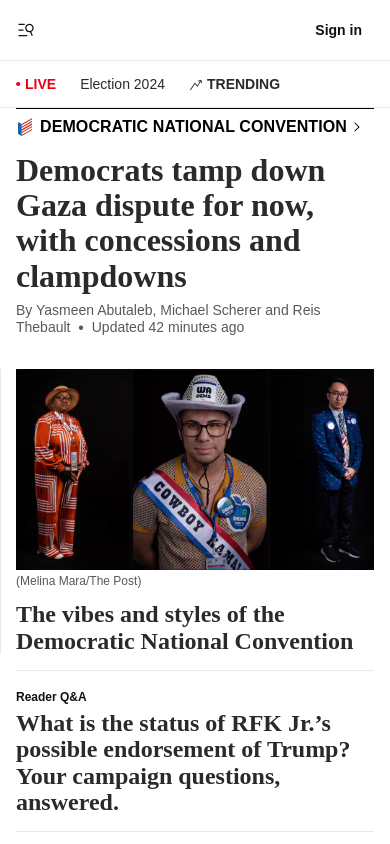 Sign in
LIVE
Election 2024
TRENDING
DEMOCRATIC NATIONAL CONVENTION
Democrats tamp down
Gaza dispute for now,
with concessions and
clampdowns
By Yasmeen Abutaleb, Michael Scherer and Reis
Thebault • Updated 42 minutes ago
WA
DEMS
COWBOY KAMALA
(Melina Mara/The Post)
The vibes and styles of the
Democratic National Convention
Reader Q&A
What is the status of RFK Jr.’s
possible endorsement of Trump?
Your campaign questions,
answered.